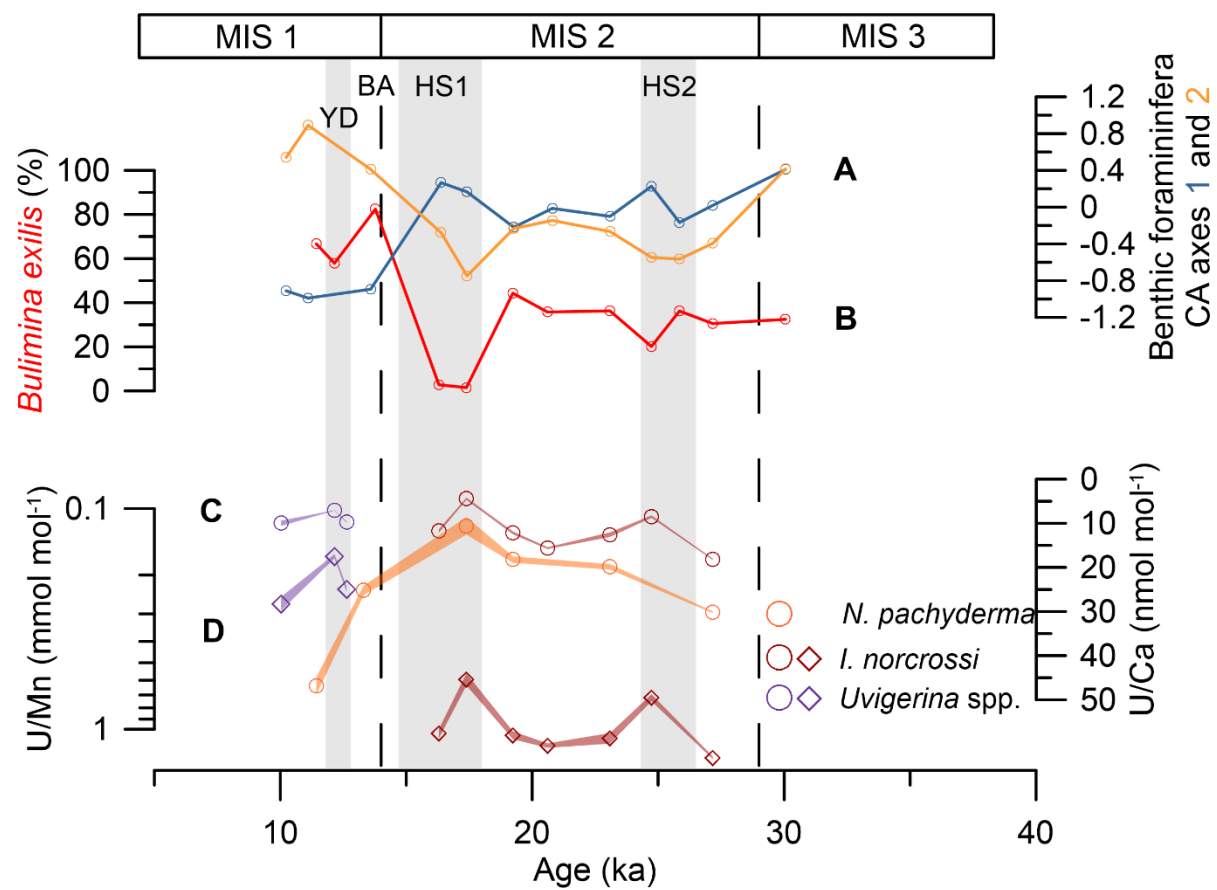 MIS 1 MIS 2 MIS 3
YD BA HS1 HS2
Bulimina exilis (%)
100
80
60
40
20
0
A
B
1.2
0.8
0.4
0
-0.4
-0.8
-1.2
Benthic foramininfera
CA axes 1 and 2
U/Mn (mmol mol⁻¹)
0.1
1
C
D
N. pachyderma
I. norcrossi
Uvigerina spp.
0
10
20
30
40
50
U/Ca (nmol mol⁻¹)
10 20 30 40
Age (ka)